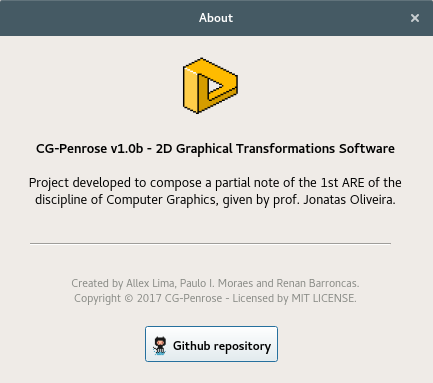 About
CG-Penrose v1.0b - 2D Graphical Transformations Software
Project developed to compose a partial note of the 1st ARE of the
discipline of Computer Graphics, given by prof. Jonatas Oliveira.
Created by Allex Lima, Paulo I. Moraes and Renan Barroncas.
Copyright © 2017 CG-Penrose - Licensed by MIT LICENSE.
Github repository